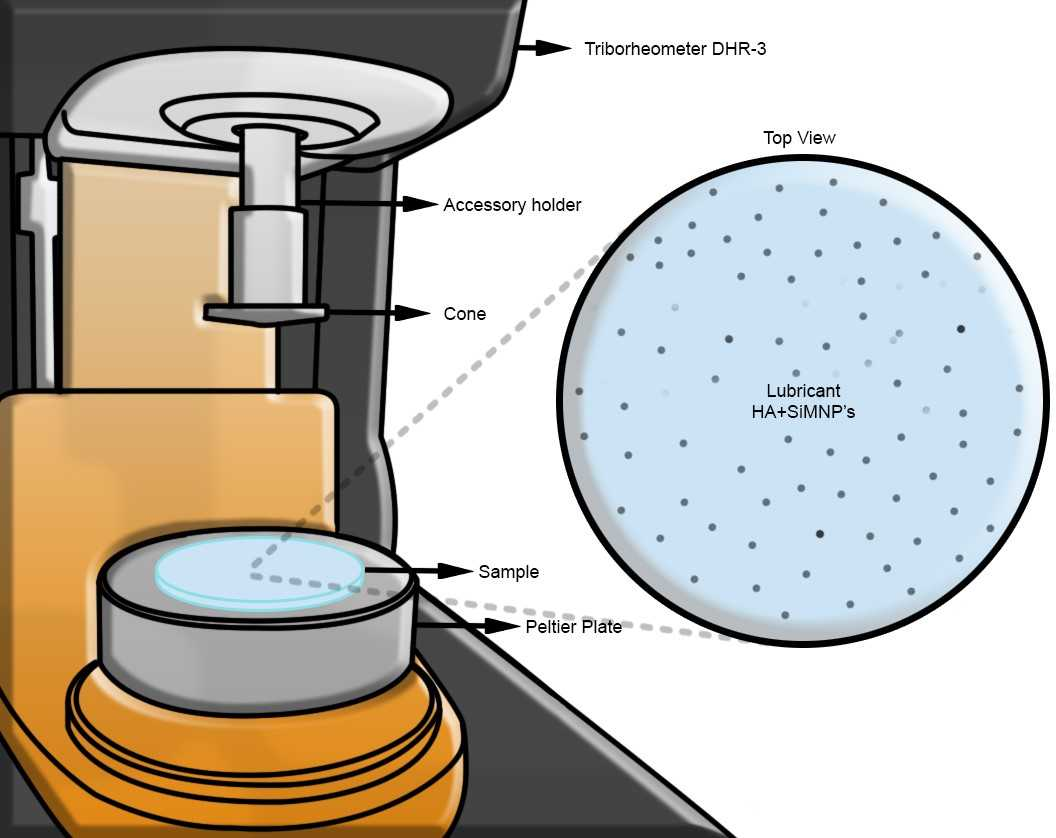 Triborheometer DHR-3
Top View
Accessory holder
Cone
Lubricant
HA+SiMNP's
Sample
Peltier Plate